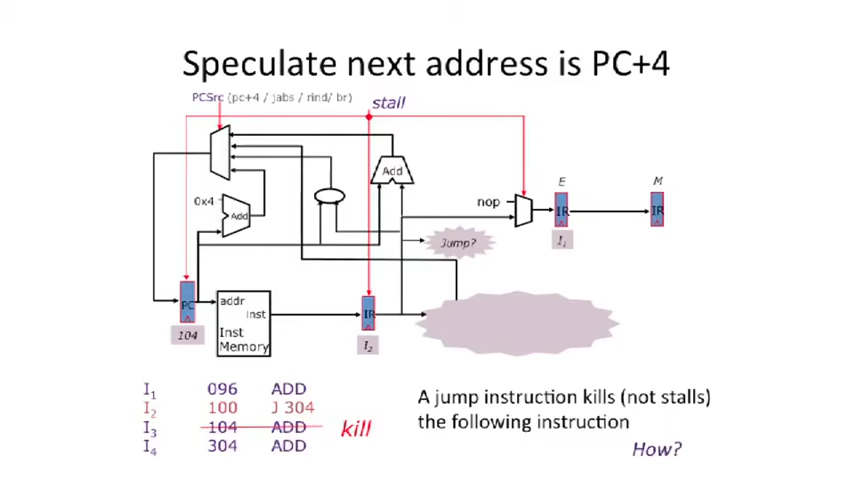 Speculate next address is PC+4
PCSrc (pc+4 / jabs / rind/ br)
stall
Add
0x4
Add
nop
E
M
IR
IR
I₁
Jump?
PC
addr
inst
Inst
Memory
IR
104
I₂
I₁ 096 ADD
I₂ 100 J 304
I₃ 104 ADD kill
I₄ 304 ADD
A jump instruction kills (not stalls)
the following instruction
How?